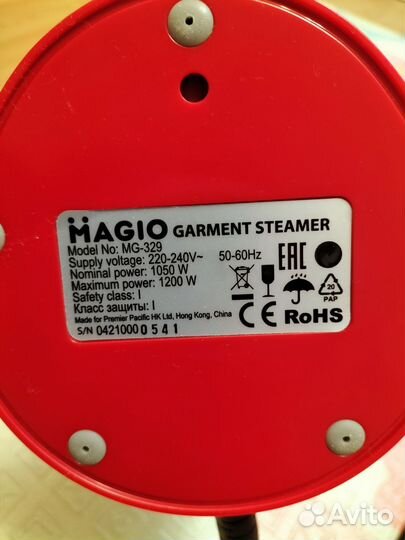 MAGIO GARMENT STEAMER
Model No: MG-329
Supply voltage: 220-240V~ 50-60Hz
Nominal power: 1050 W
Maximum power: 1200 W
Safety class: I
Класс защиты: I
Made for Premier Pacific HK Ltd, Hong Kong, China
S/N 0421000 0541
EAC
20
PAP
CE RoHS
Avito